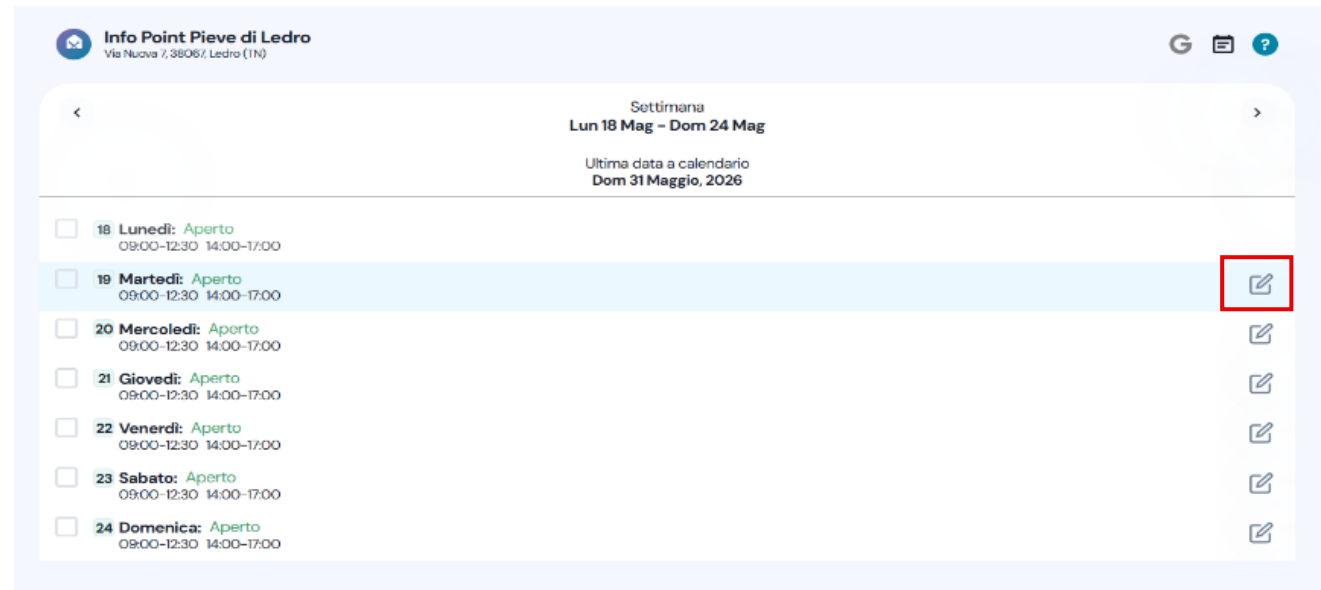 Info Point Pieve di Ledro
Via Nuova 7, 38067, Ledro (TN)
G
?
Settimana
Lun 18 Mag - Dom 24 Mag
Ultima data a calendario
Dom 31 Maggio, 2026
18 Lunedì: Aperto
09:00-12:30 14:00-17:00
19 Martedì: Aperto
09:00-12:30 14:00-17:00
20 Mercoledì: Aperto
09:00-12:30 14:00-17:00
21 Giovedì: Aperto
09:00-12:30 14:00-17:00
22 Venerdì: Aperto
09:00-12:30 14:00-17:00
23 Sabato: Aperto
09:00-12:30 14:00-17:00
24 Domenica: Aperto
09:00-12:30 14:00-17:00